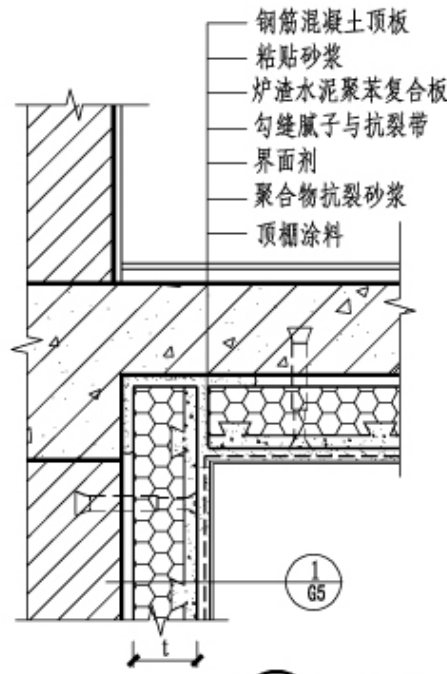 钢筋混凝土顶板
粘贴砂浆
炉渣水泥聚苯复合板
勾缝腻子与抗裂带
界面剂
聚合物抗裂砂浆
顶棚涂料
1
G5
t